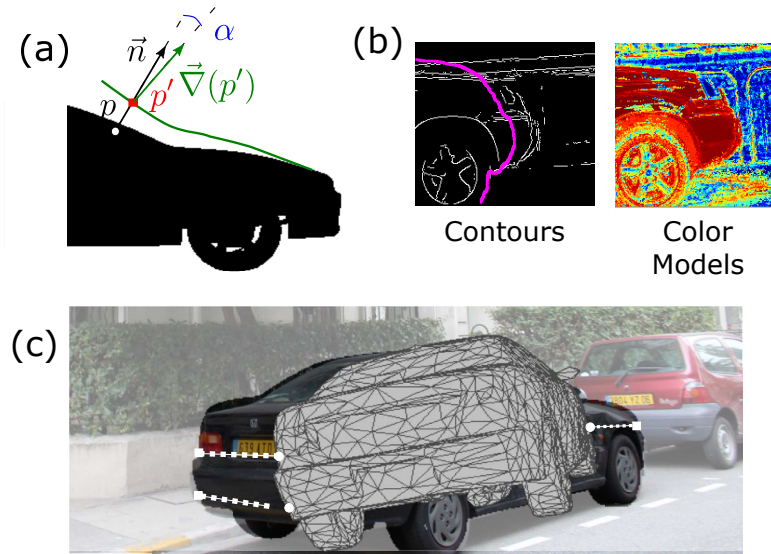 (a)
n⃗
α
∇⃗(p′)
p
p′
(b)
Contours
Color
Models
(c)